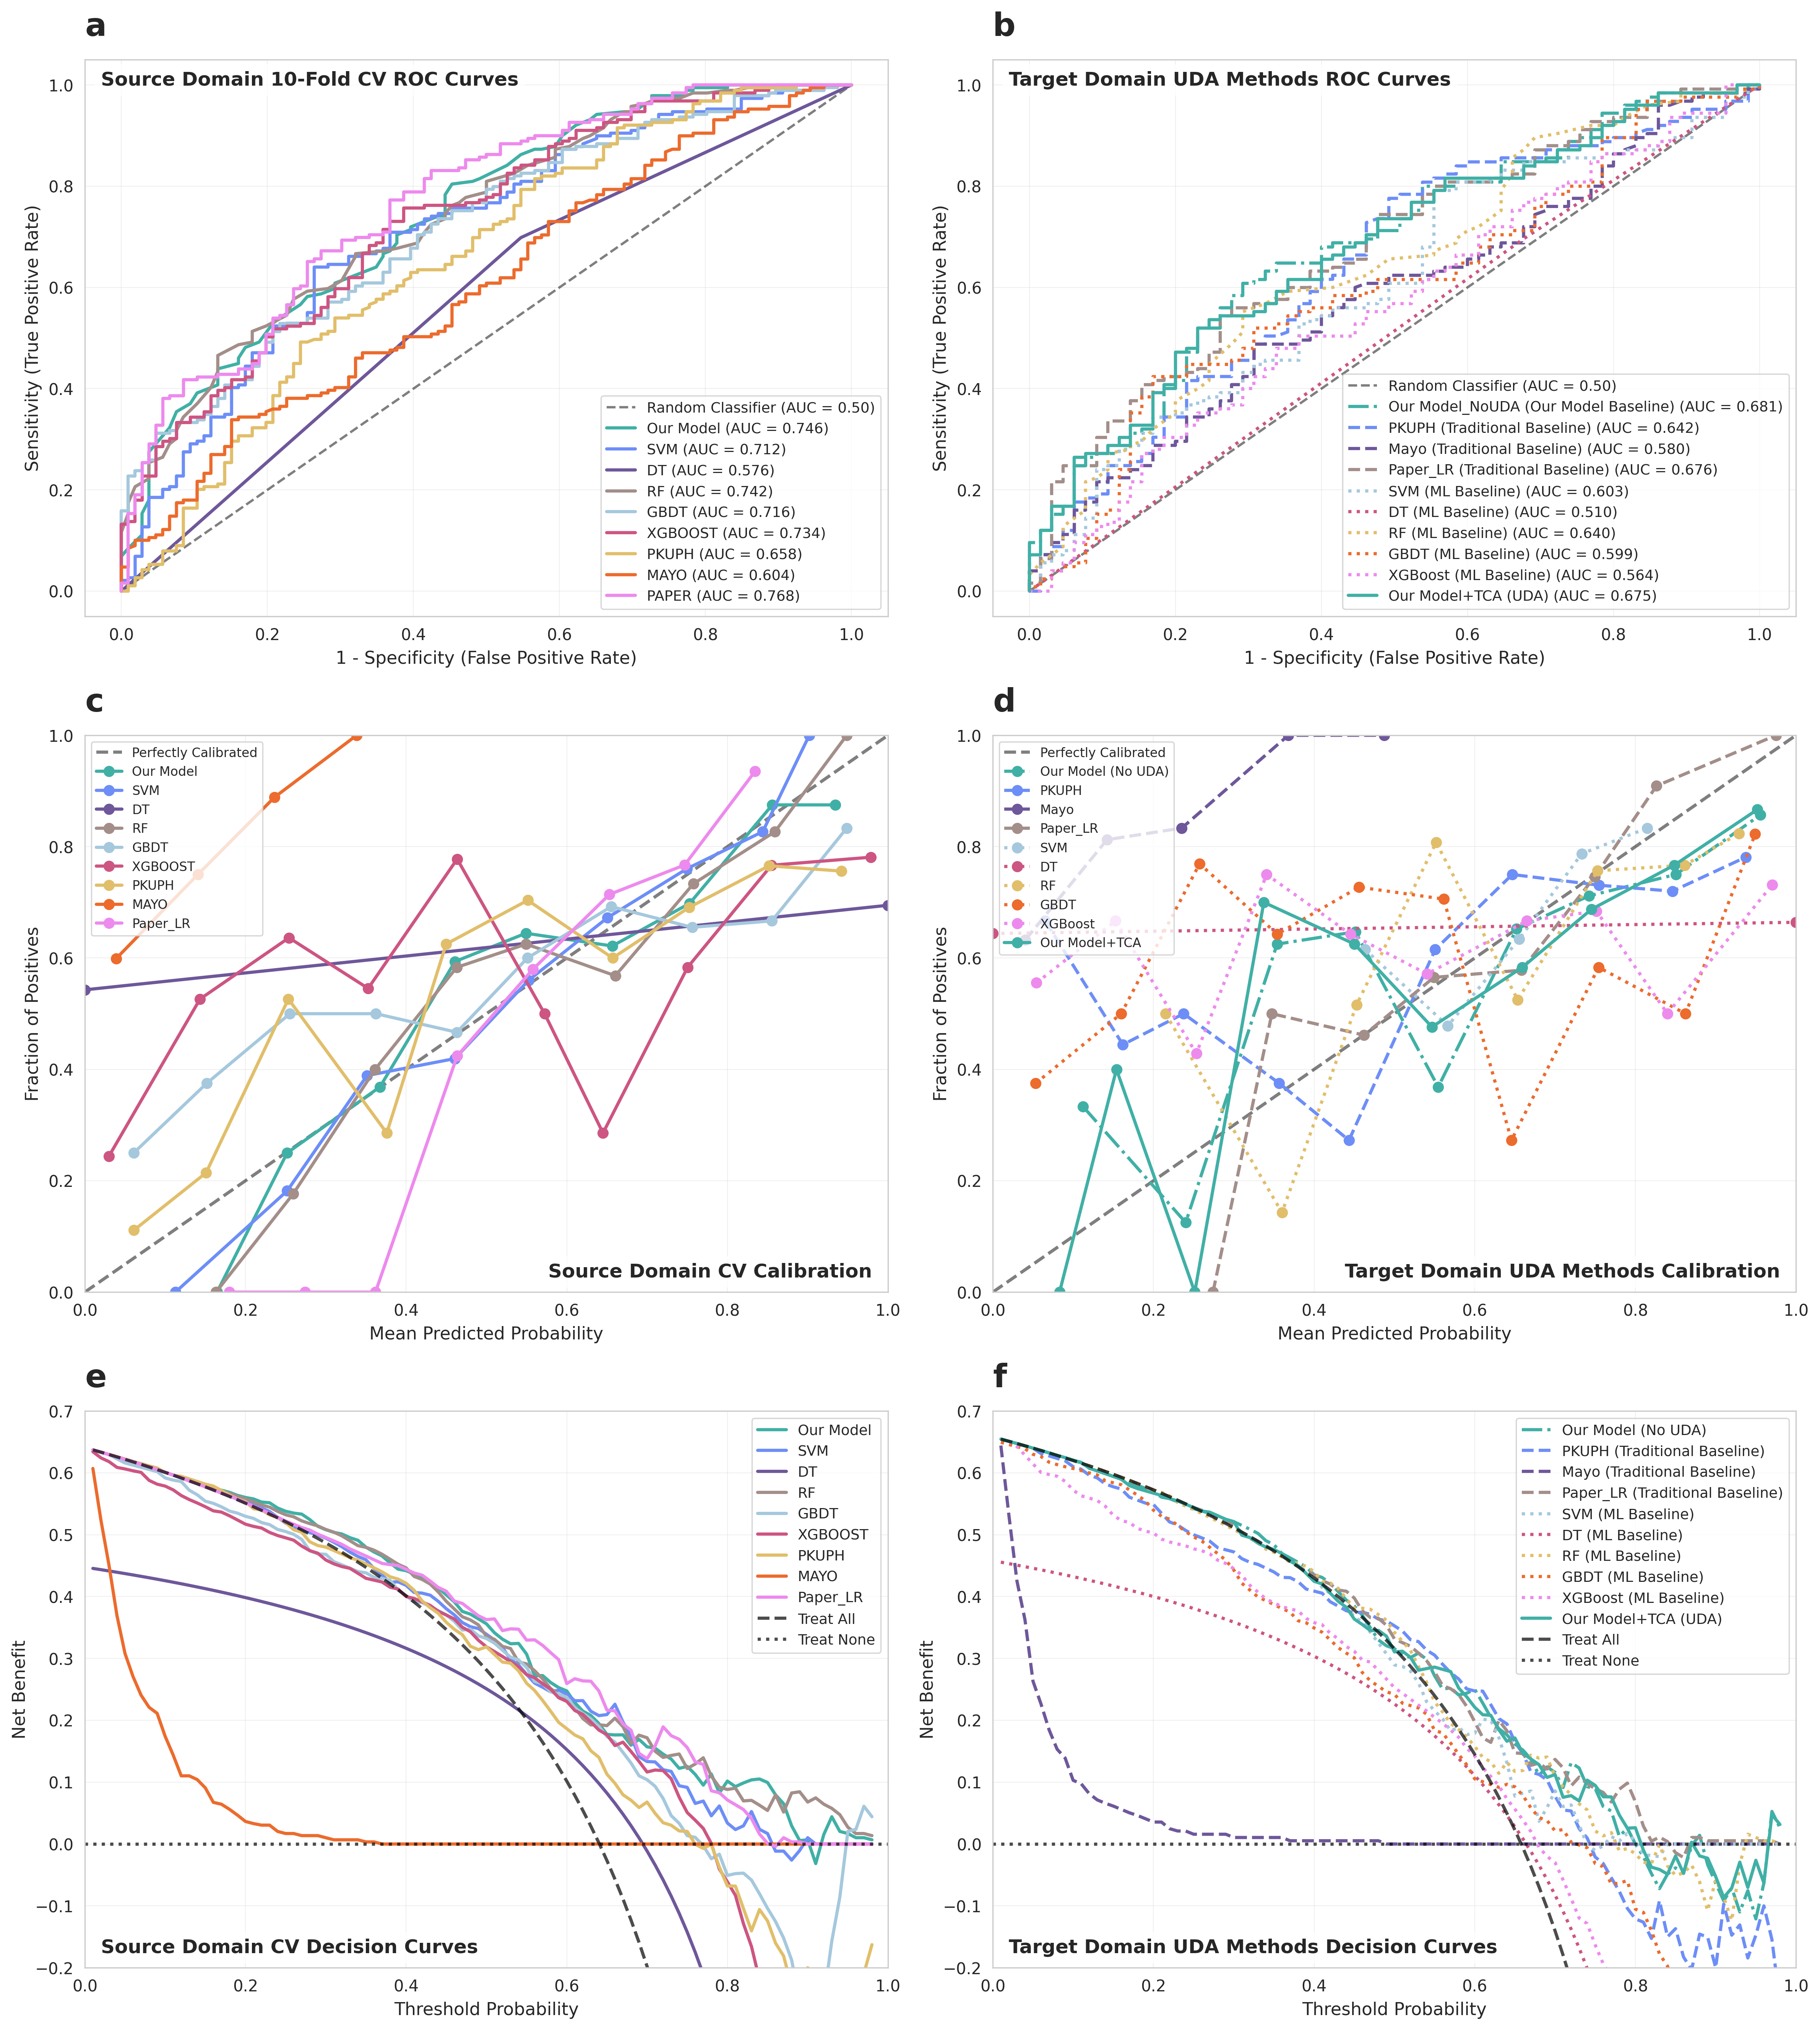 a
Source Domain 10-Fold CV ROC Curves
Sensitivity (True Positive Rate)
1.0
0.8
0.6
0.4
0.2
0.0
Random Classifier (AUC = 0.50)
Our Model (AUC = 0.746)
SVM (AUC = 0.712)
DT (AUC = 0.576)
RF (AUC = 0.742)
GBDT (AUC = 0.716)
XGBOOST (AUC = 0.734)
PKUPH (AUC = 0.658)
MAYO (AUC = 0.604)
PAPER (AUC = 0.768)
0.0 0.2 0.4 0.6 0.8 1.0
1 - Specificity (False Positive Rate)
b
Target Domain UDA Methods ROC Curves
Sensitivity (True Positive Rate)
1.0
0.8
0.6
0.4
0.2
0.0
Random Classifier (AUC = 0.50)
Our Model_NoUDA (Our Model Baseline) (AUC = 0.681)
PKUPH (Traditional Baseline) (AUC = 0.642)
Mayo (Traditional Baseline) (AUC = 0.580)
Paper_LR (Traditional Baseline) (AUC = 0.676)
SVM (ML Baseline) (AUC = 0.603)
DT (ML Baseline) (AUC = 0.510)
RF (ML Baseline) (AUC = 0.640)
GBDT (ML Baseline) (AUC = 0.599)
XGBoost (ML Baseline) (AUC = 0.564)
Our Model+TCA (UDA) (AUC = 0.675)
0.0 0.2 0.4 0.6 0.8 1.0
1 - Specificity (False Positive Rate)
c
Fraction of Positives
1.0
0.8
0.6
0.4
0.2
0.0
Perfectly Calibrated
Our Model
SVM
DT
RF
GBDT
XGBOOST
PKUPH
MAYO
Paper_LR
Source Domain CV Calibration
0.0 0.2 0.4 0.6 0.8 1.0
Mean Predicted Probability
d
Fraction of Positives
1.0
0.8
0.6
0.4
0.2
0.0
Perfectly Calibrated
Our Model (No UDA)
PKUPH
Mayo
Paper_LR
SVM
DT
RF
GBDT
XGBoost
Our Model+TCA
Target Domain UDA Methods Calibration
0.0 0.2 0.4 0.6 0.8 1.0
Mean Predicted Probability
e
Net Benefit
0.7
0.6
0.5
0.4
0.3
0.2
0.1
0.0
−0.1
−0.2
Our Model
SVM
DT
RF
GBDT
XGBOOST
PKUPH
MAYO
Paper_LR
Treat All
Treat None
Source Domain CV Decision Curves
0.0 0.2 0.4 0.6 0.8 1.0
Threshold Probability
f
Net Benefit
0.7
0.6
0.5
0.4
0.3
0.2
0.1
0.0
−0.1
−0.2
Our Model (No UDA)
PKUPH (Traditional Baseline)
Mayo (Traditional Baseline)
Paper_LR (Traditional Baseline)
SVM (ML Baseline)
DT (ML Baseline)
RF (ML Baseline)
GBDT (ML Baseline)
XGBoost (ML Baseline)
Our Model+TCA (UDA)
Treat All
Treat None
Target Domain UDA Methods Decision Curves
0.0 0.2 0.4 0.6 0.8 1.0
Threshold Probability